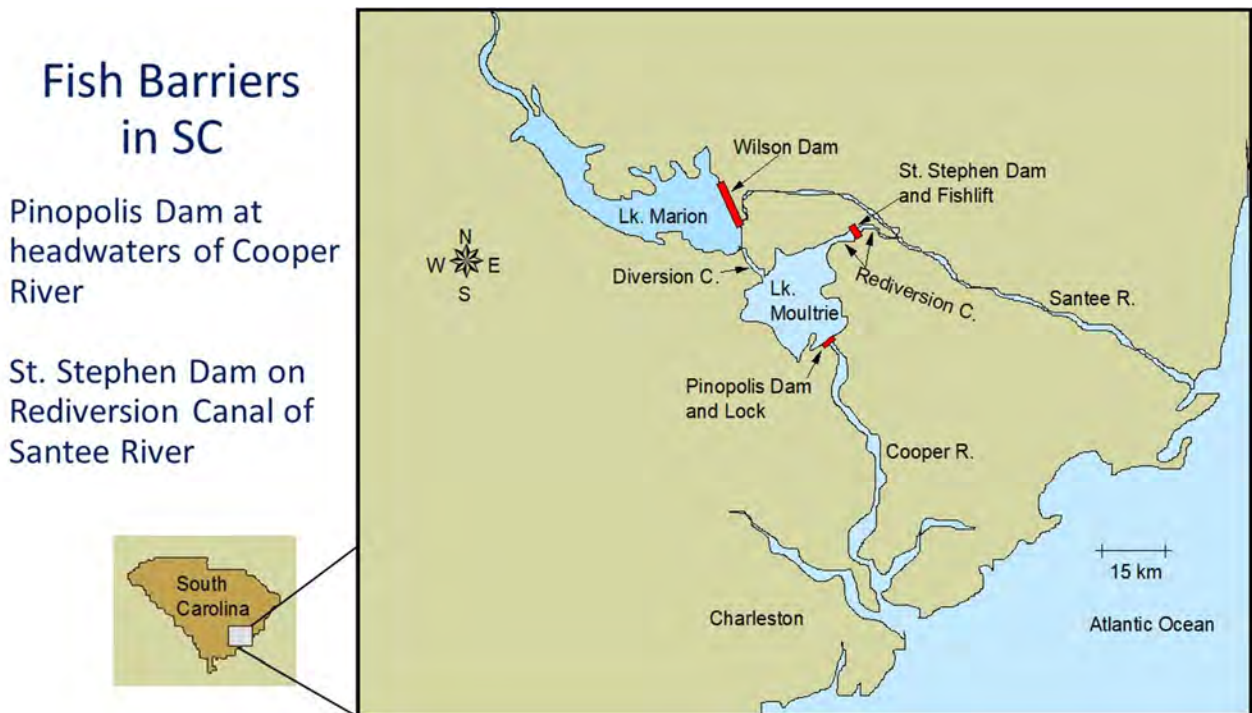 Fish Barriers
in SC
Pinopolis Dam at
headwaters of Cooper
River
St. Stephen Dam on
Rediversion Canal of
Santee River
South
Carolina
Wilson Dam
St. Stephen Dam
and Fishlift
Lk. Marion
N
W E
S
Diversion C.
Lk.
Moultrie
Rediversion C.
Santee R.
Pinopolis Dam
and Lock
Cooper R.
15 km
Charleston
Atlantic Ocean